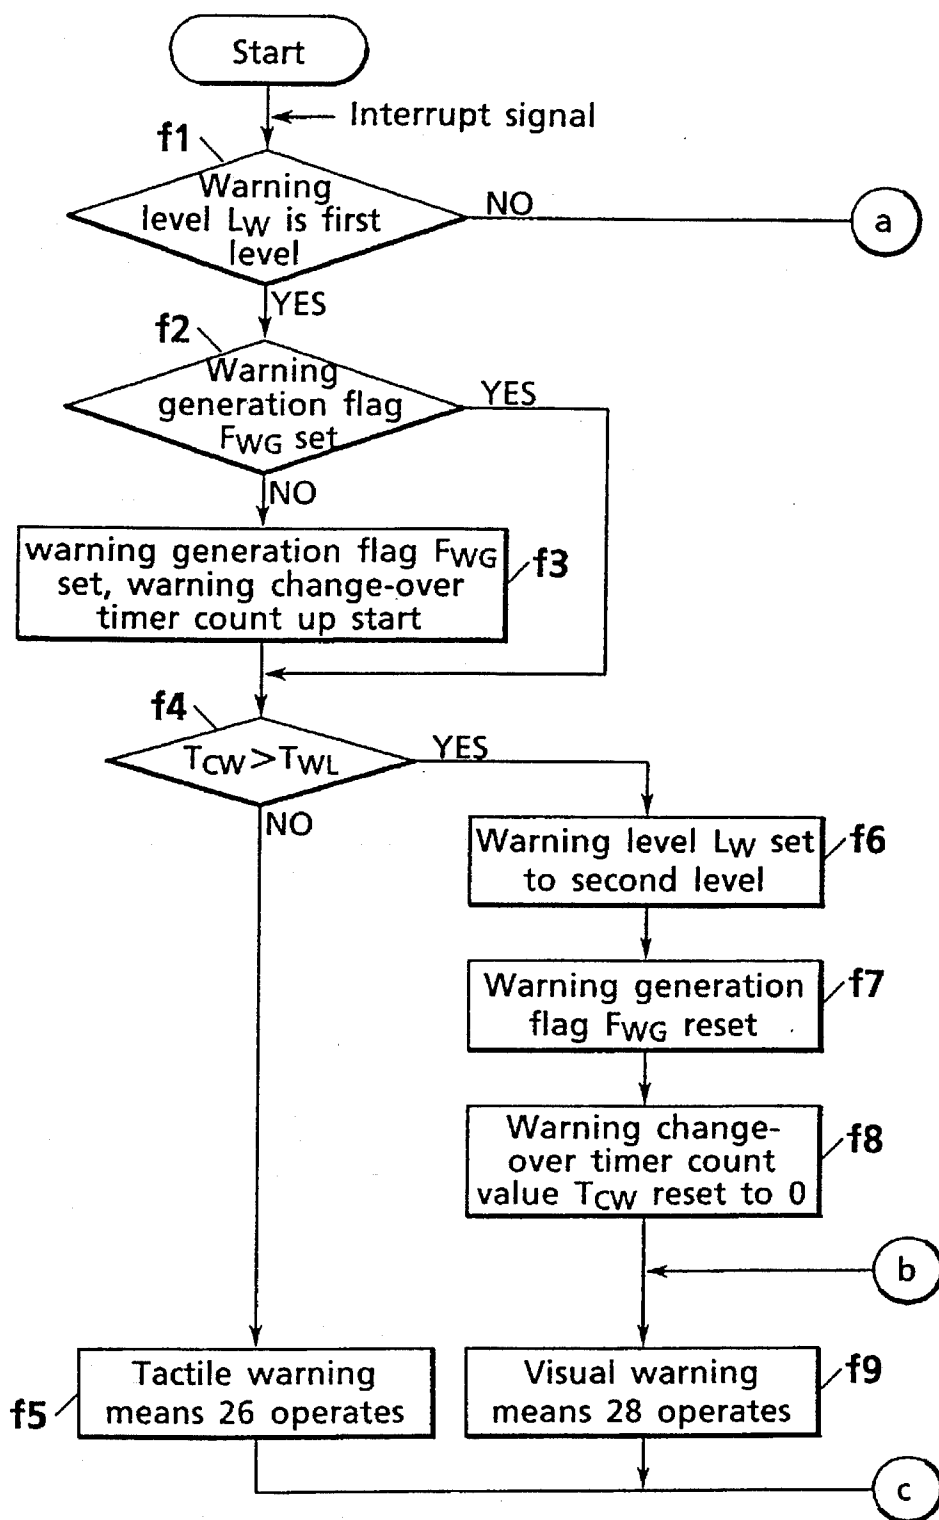 Start
Interrupt signal
f1
Warning
level LW is first
level
NO
a
YES
f2
Warning
generation flag
FWG set
YES
NO
warning generation flag FWG
set, warning change-over
timer count up start
f3
f4
TCW>TWL
YES
NO
Warning level LW set
to second level
f6
Warning generation
flag FWG reset
f7
Warning change-
over timer count
value TCW reset to 0
f8
b
Tactile warning
means 26 operates
f5
Visual warning
means 28 operates
f9
c